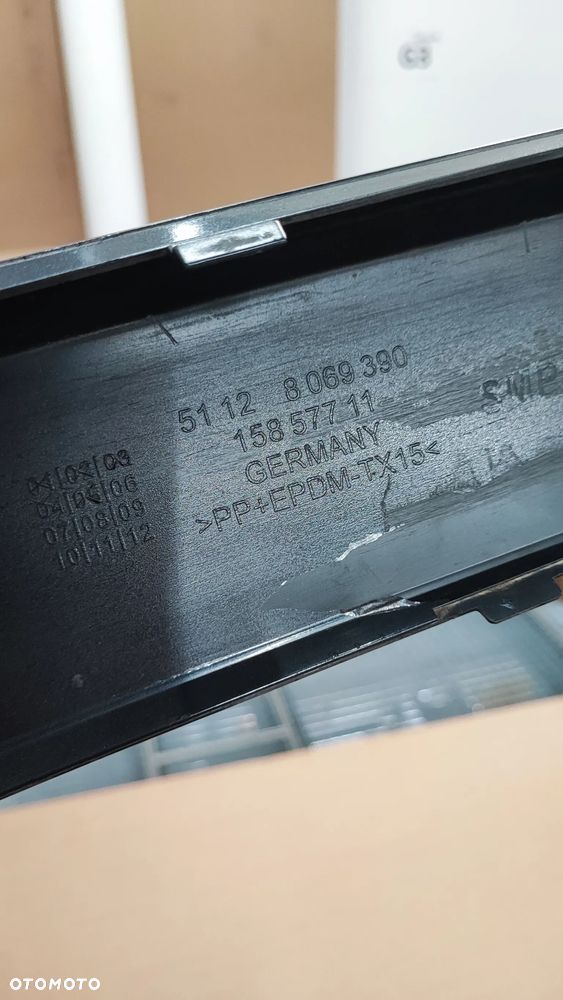 51 12 8 069 390
158 577 11
GERMANY
>PP+EPDM-TX15<
04|05|06
07|08|09
10|11|12
OTOMOTO